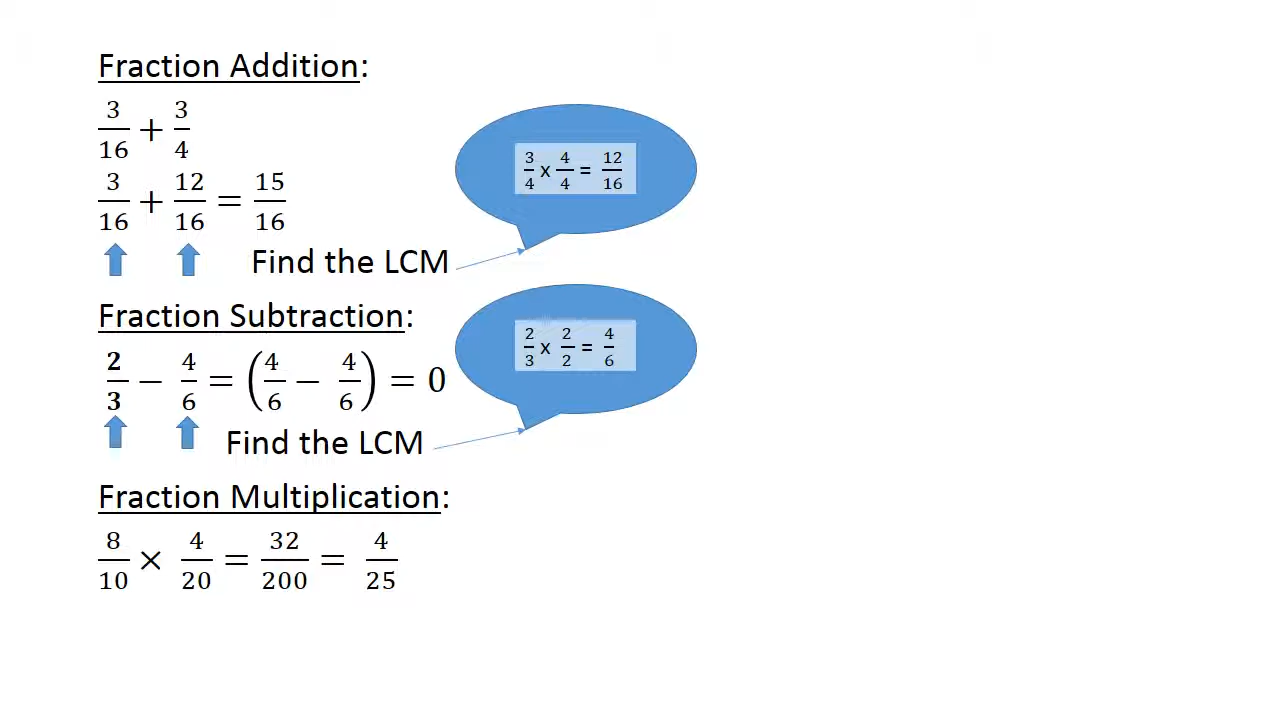 Fraction Addition:
3/16 + 3/4
3/16 + 12/16 = 15/16
3/4 x 4/4 = 12/16
Find the LCM
Fraction Subtraction:
2/3 − 4/6 = (4/6 − 4/6) = 0
2/3 x 2/2 = 4/6
Find the LCM
Fraction Multiplication:
8/10 × 4/20 = 32/200 = 4/25